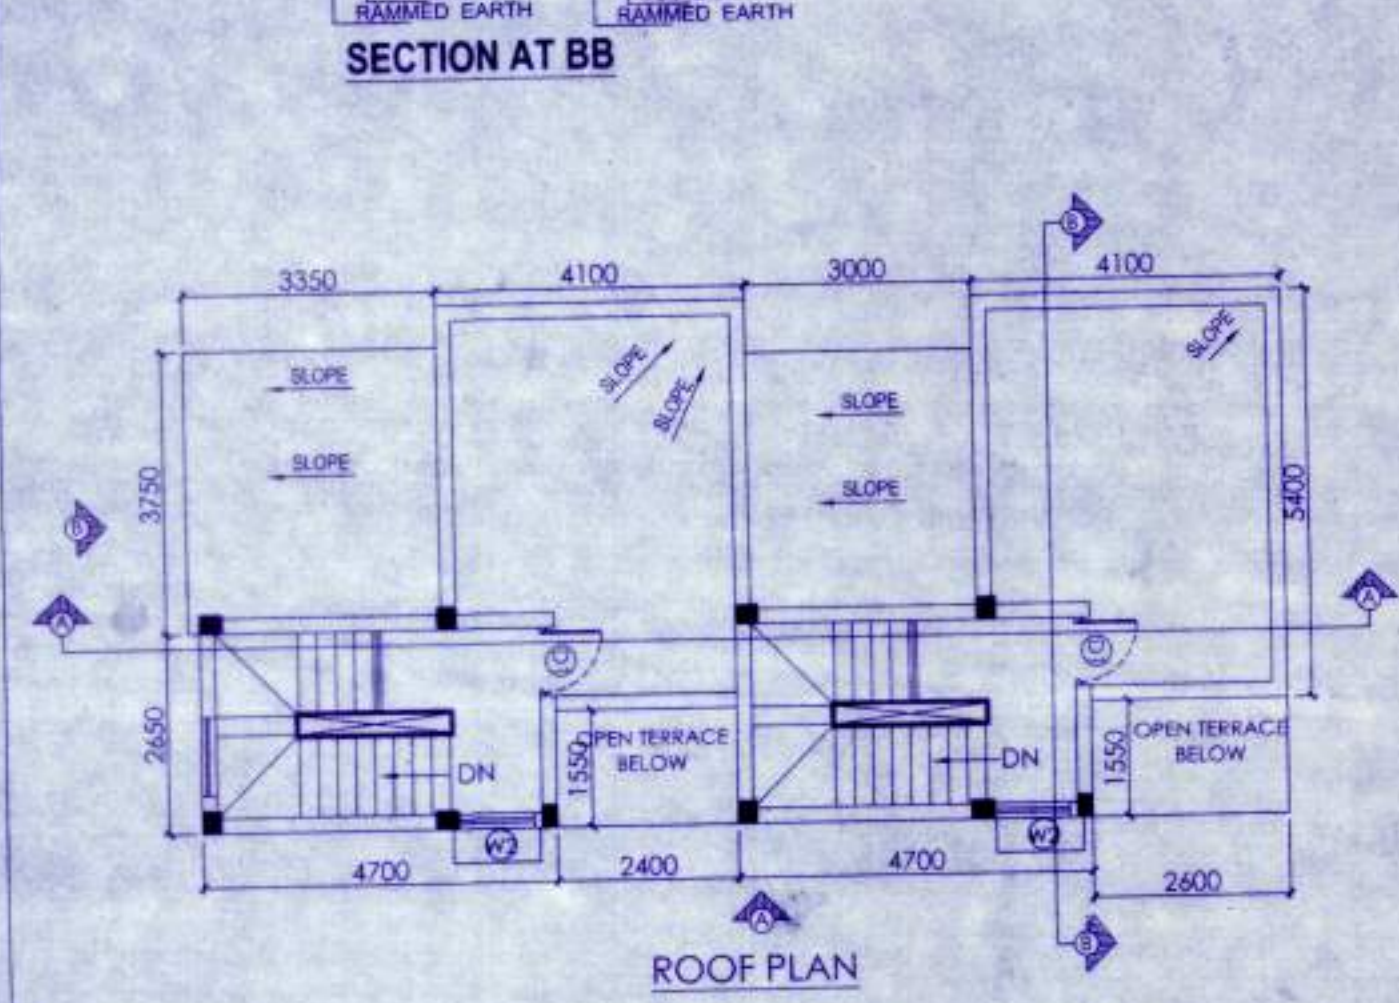 RAMMED EARTH
RAMMED EARTH
SECTION AT BB
B
3350
4100
3000
4100
SLOPE
SLOPE
SLOPE
SLOPE
SLOPE
SLOPE
SLOPE
3750
5400
B
A
A
2650
OPEN TERRACE
BELOW
1550
DN
OPEN TERRACE
BELOW
1550
DN
W2
W2
4700
2400
4700
2600
A
B
ROOF PLAN